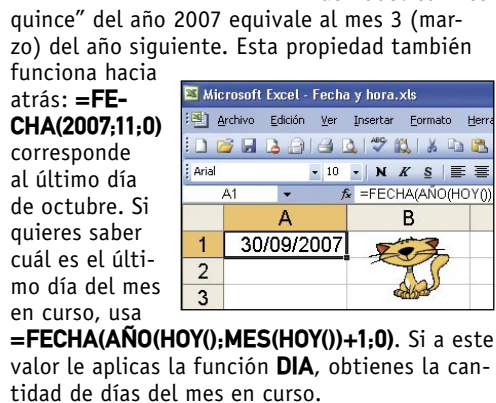 quince” del año 2007 equivale al mes 3 (mar-
zo) del año siguiente. Esta propiedad también
funciona hacia
atrás: =FE-
CHA(2007;11;0)
corresponde
al último día
de octubre. Si
quieres saber
cuál es el últi-
mo día del mes
en curso, usa
=FECHA(AÑO(HOY();MES(HOY())+1;0). Si a este
valor le aplicas la función DIA, obtienes la can-
tidad de días del mes en curso.
Microsoft Excel - Fecha y hora.xls
Archivo Edición Ver Insertar Formato Herra
Arial 10 N K S
A1 fx =FECHA(AÑO(HOY())
A B
1 30/09/2007
2
3